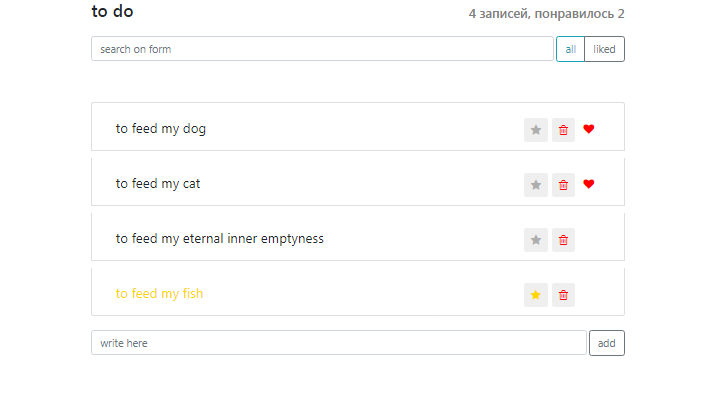 to do
4 записей, понравилось 2
search on form
all
liked
to feed my dog
to feed my cat
to feed my eternal inner emptyness
to feed my fish
write here
add